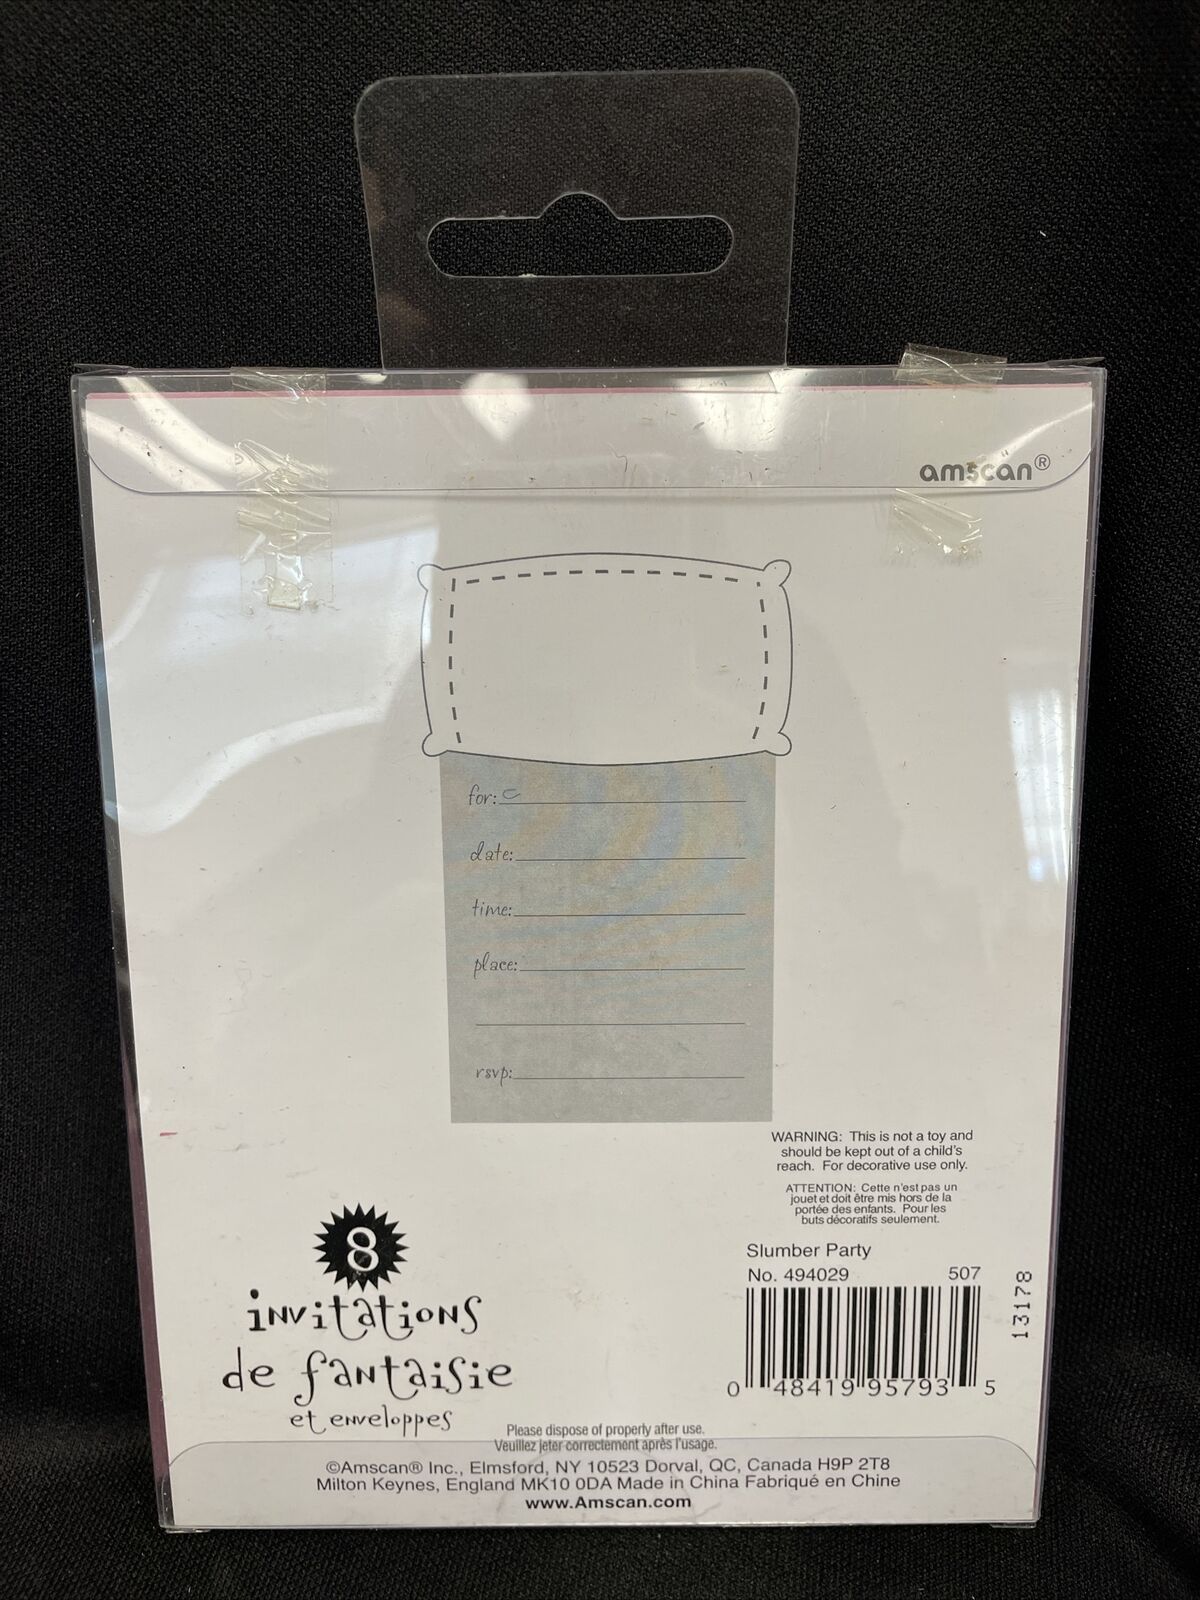 amscan®
for:
date:
time:
place:
rsvp:
WARNING: This is not a toy and
should be kept out of a child's
reach. For decorative use only.
ATTENTION: Cette n'est pas un
jouet et doit être mis hors de la
portée des enfants. Pour les
buts décoratifs seulement.
8
invitations
de fantaisie
et enveloppes
Slumber Party
No. 494029 507
13178
0 48419 95793 5
Please dispose of properly after use.
Veuillez jeter correctement après l'usage.
©Amscan® Inc., Elmsford, NY 10523 Dorval, QC, Canada H9P 2T8
Milton Keynes, England MK10 0DA Made in China Fabriqué en Chine
www.Amscan.com